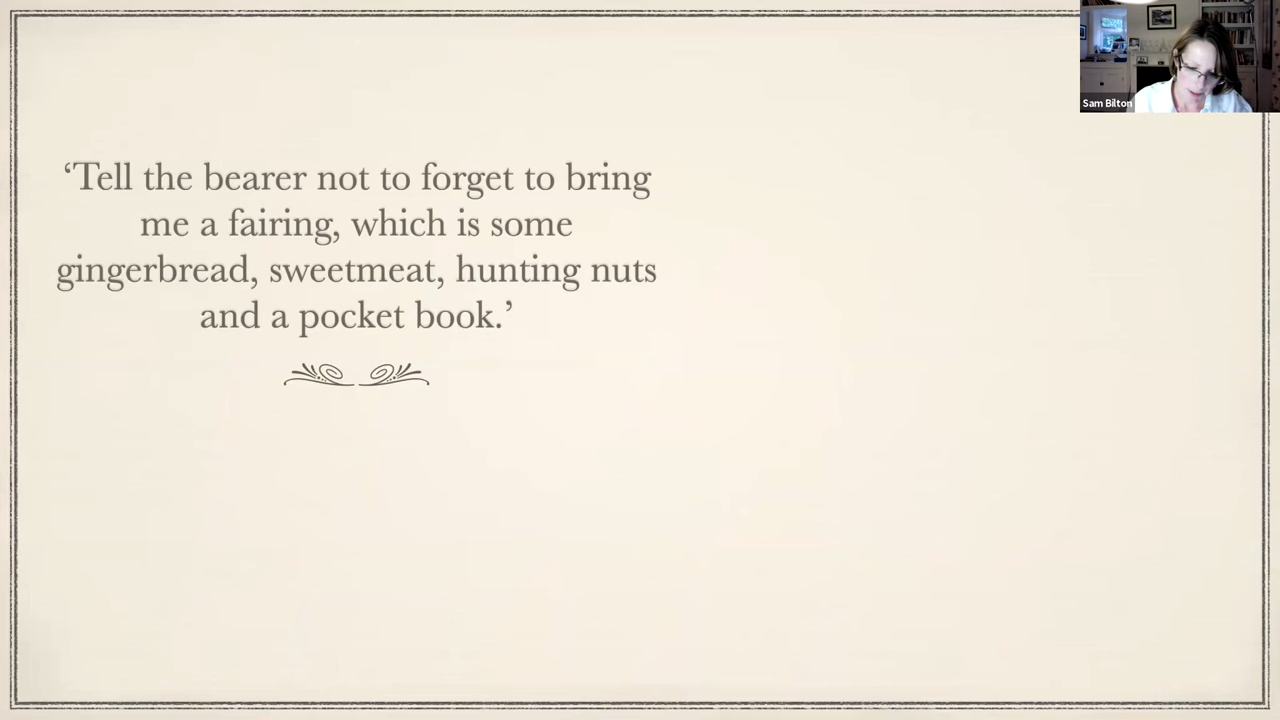 Sam Bilton
‘Tell the bearer not to forget to bring
me a fairing, which is some
gingerbread, sweetmeat, hunting nuts
and a pocket book.’